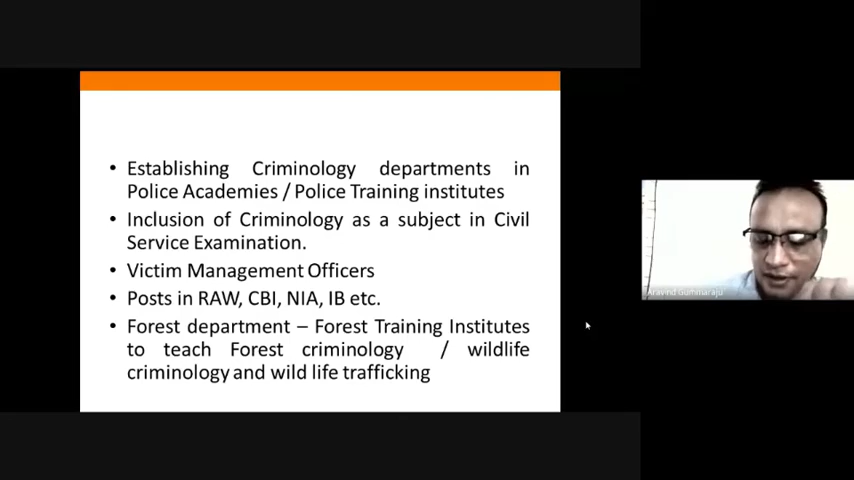 • Establishing Criminology departments in
Police Academies / Police Training institutes
• Inclusion of Criminology as a subject in Civil
Service Examination.
• Victim Management Officers
• Posts in RAW, CBI, NIA, IB etc.
• Forest department – Forest Training Institutes
to teach Forest criminology / wildlife
criminology and wild life trafficking
Aravind Gummaraju